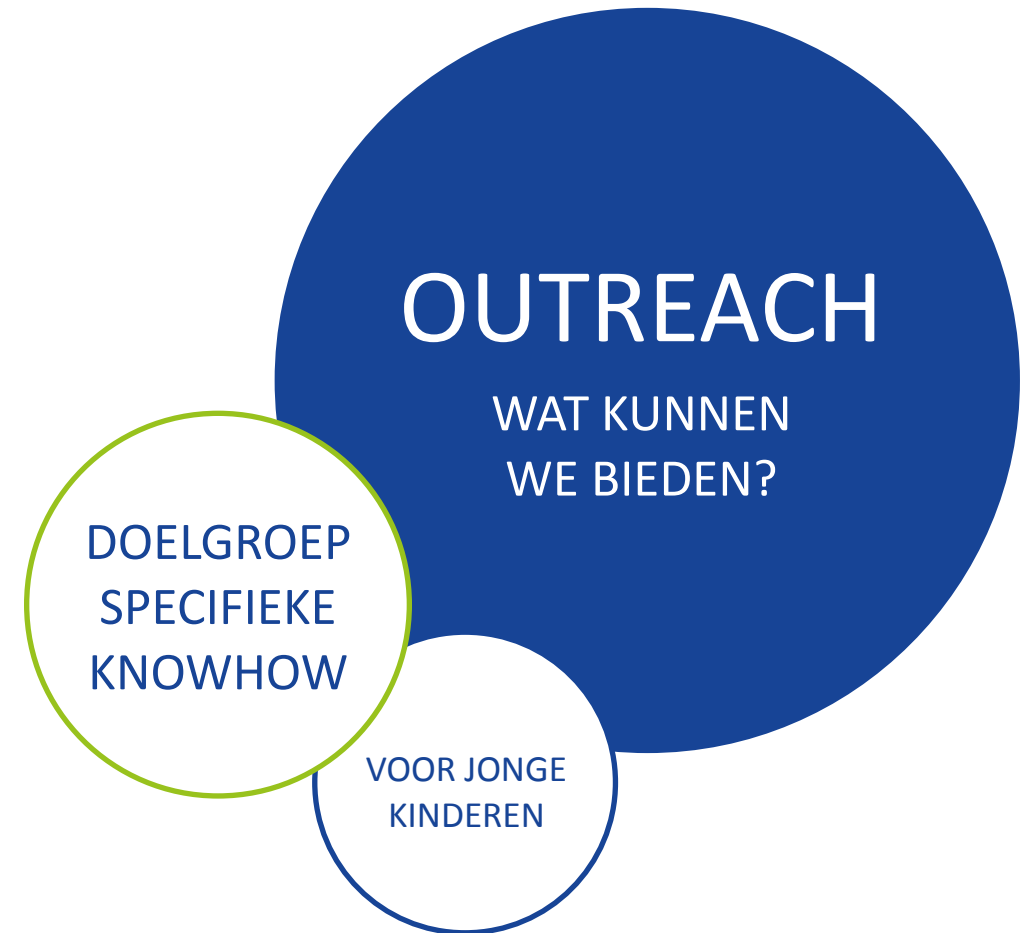 OUTREACH
WAT KUNNEN
WE BIEDEN?
DOELGROEP
SPECIFIEKE
KNOWHOW
VOOR JONGE
KINDEREN